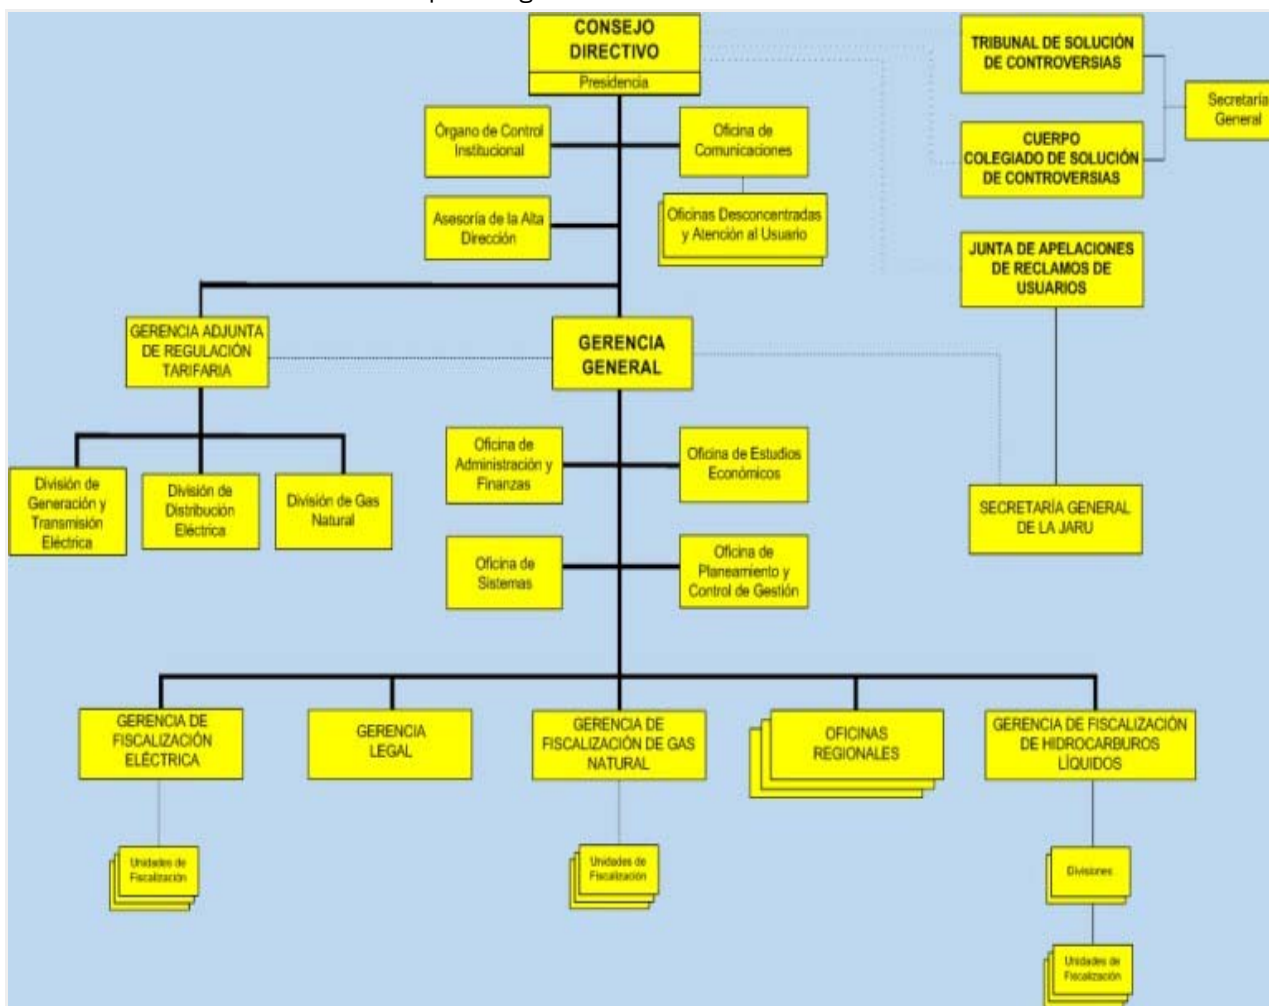 CONSEJO
DIRECTIVO
Presidencia
TRIBUNAL DE SOLUCIÓN
DE CONTROVERSIAS
Secretaría
General
Órgano de Control
Institucional
Oficina de
Comunicaciones
CUERPO
COLEGIADO DE SOLUCIÓN
DE CONTROVERSIAS
Asesoría de la Alta
Dirección
Oficinas Desconcentradas
y Atención al Usuario
JUNTA DE APELACIONES
DE RECLAMOS DE
USUARIOS
GERENCIA ADJUNTA
DE REGULACIÓN
TARIFARIA
GERENCIA
GENERAL
División de
Generación y
Transmisión
Eléctrica
División de
Distribución
Eléctrica
División de Gas
Natural
Oficina de
Administración y
Finanzas
Oficina de Estudios
Económicos
SECRETARÍA GENERAL
DE LA JARU
Oficina de
Sistemas
Oficina de
Planeamiento y
Control de Gestión
GERENCIA DE
FISCALIZACIÓN
ELÉCTRICA
GERENCIA
LEGAL
GERENCIA DE
FISCALIZACIÓN DE GAS
NATURAL
OFICINAS
REGIONALES
GERENCIA DE FISCALIZACIÓN
DE HIDROCARBUROS
LÍQUIDOS
Unidades de
Fiscalización
Unidades de
Fiscalización
Divisiones
Unidades de
Fiscalización